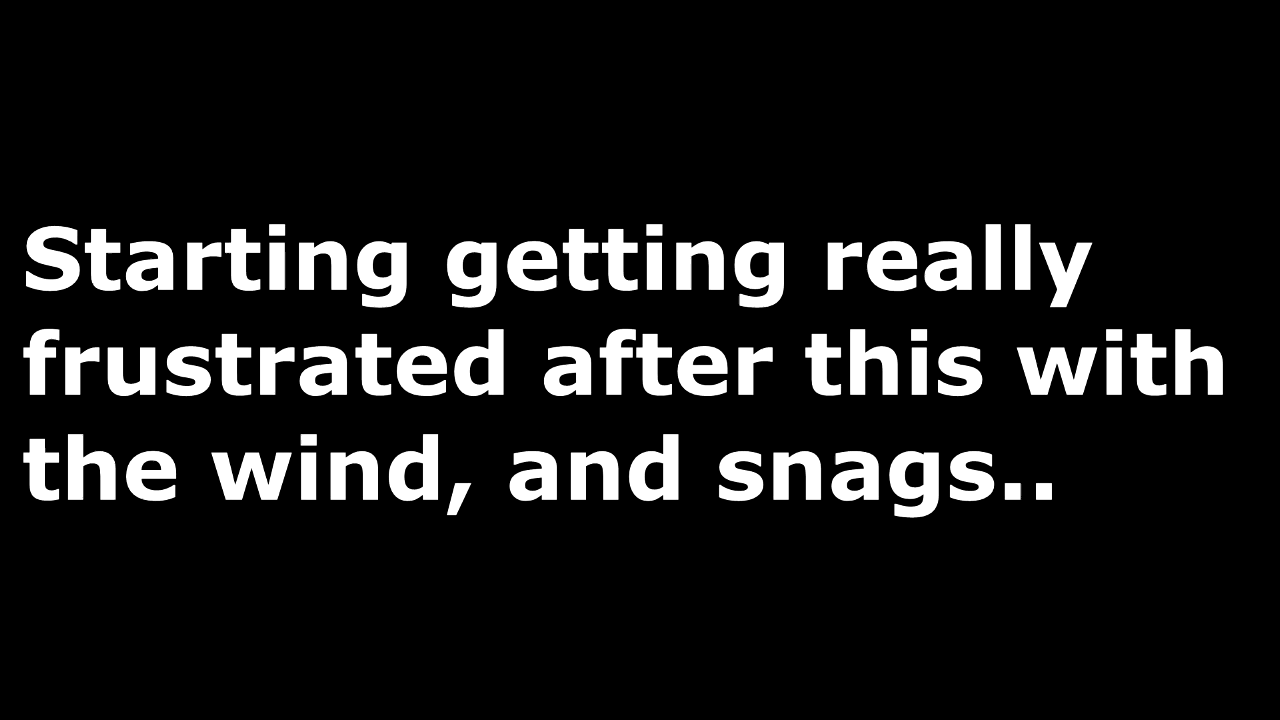 Starting getting really
frustrated after this with
the wind, and snags..